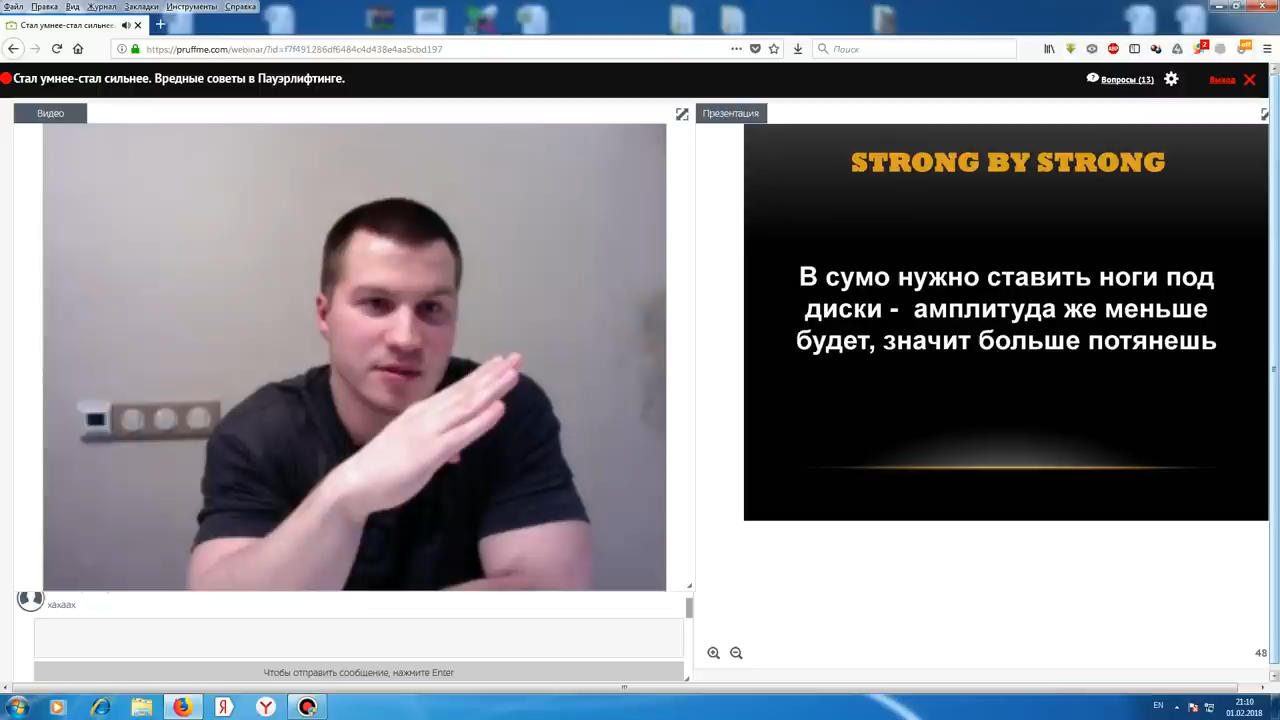 Файл Правка Вид Журнал Закладки Инструменты Справка
Стал умнее-стал сильнее.
https://pruffme.com/webinar/?id=f7f491286df6484c4d438e4aa5cbd197
Поиск
Стал умнее-стал сильнее. Вредные советы в Пауэрлифтинге.
Вопросы (13)
Выход
Видео
Презентация
STRONG BY STRONG
В сумо нужно ставить ноги под
диски - амплитуда же меньше
будет, значит больше потянешь
хахаах
Чтобы отправить сообщение, нажмите Enter
48
EN
21:10
01.02.2018